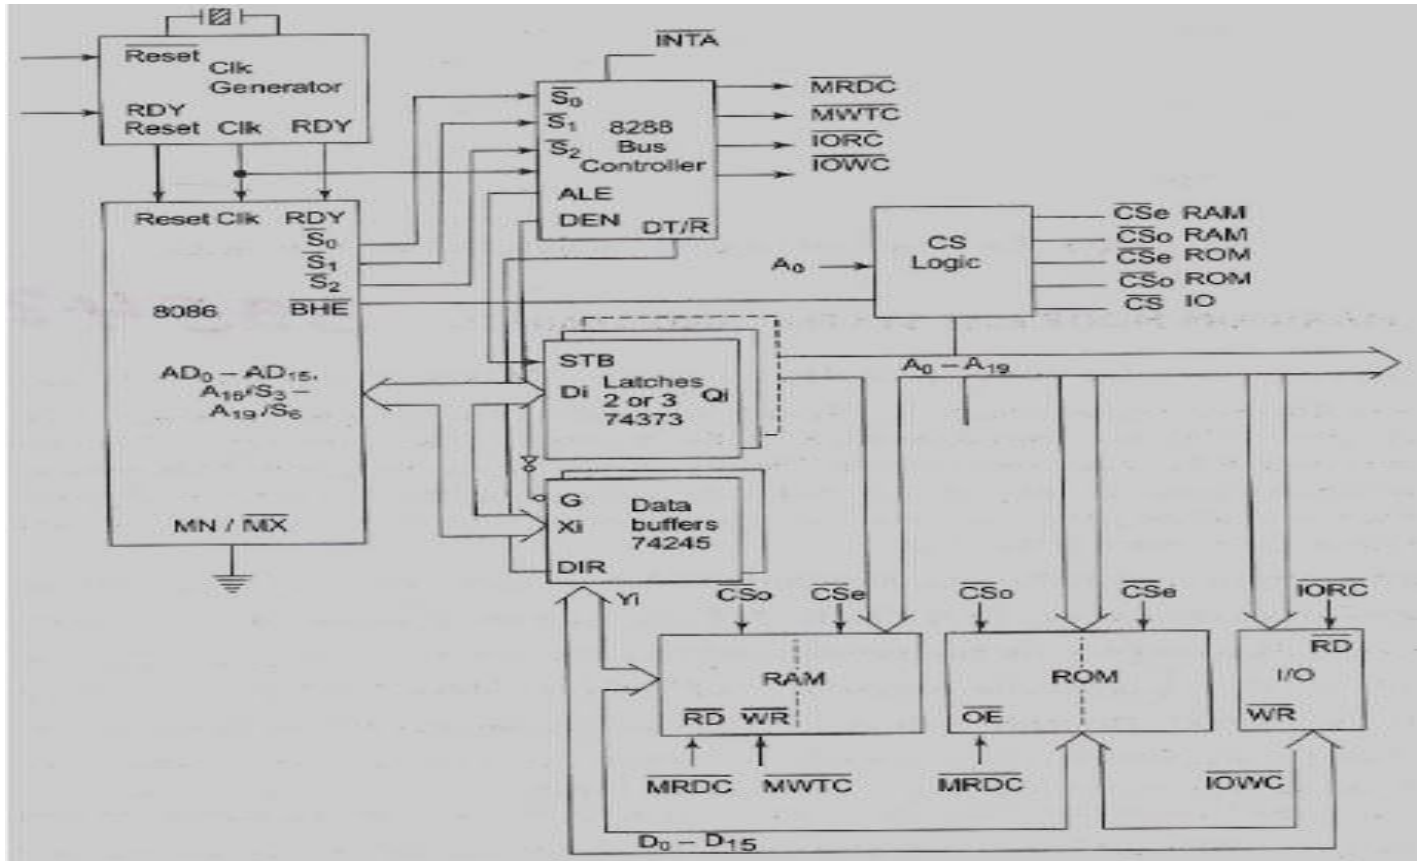 Reset
Clk
Generator
RDY
Reset Clk RDY
INTA
S0
S1
S2
8288
Bus
Controller
ALE
DEN
DT/R
MRDC
MWTC
IORC
IOWC
Reset Clk RDY
S0
S1
S2
BHE
8086
AD0 – AD15,
A16/S3 –
A19/S6
MN / MX
A0
CS
Logic
CSe RAM
CSo RAM
CSe ROM
CSo ROM
CS IO
A0 – A19
STB
Di
Latches
2 or 3
74373
Qi
G
Xi
DIR
Data
buffers
74245
Yi
CSo
CSe
CSo
CSe
IORC
RAM
RD WR
ROM
OE
RD
I/O
WR
MRDC
MWTC
MRDC
IOWC
D0 – D15